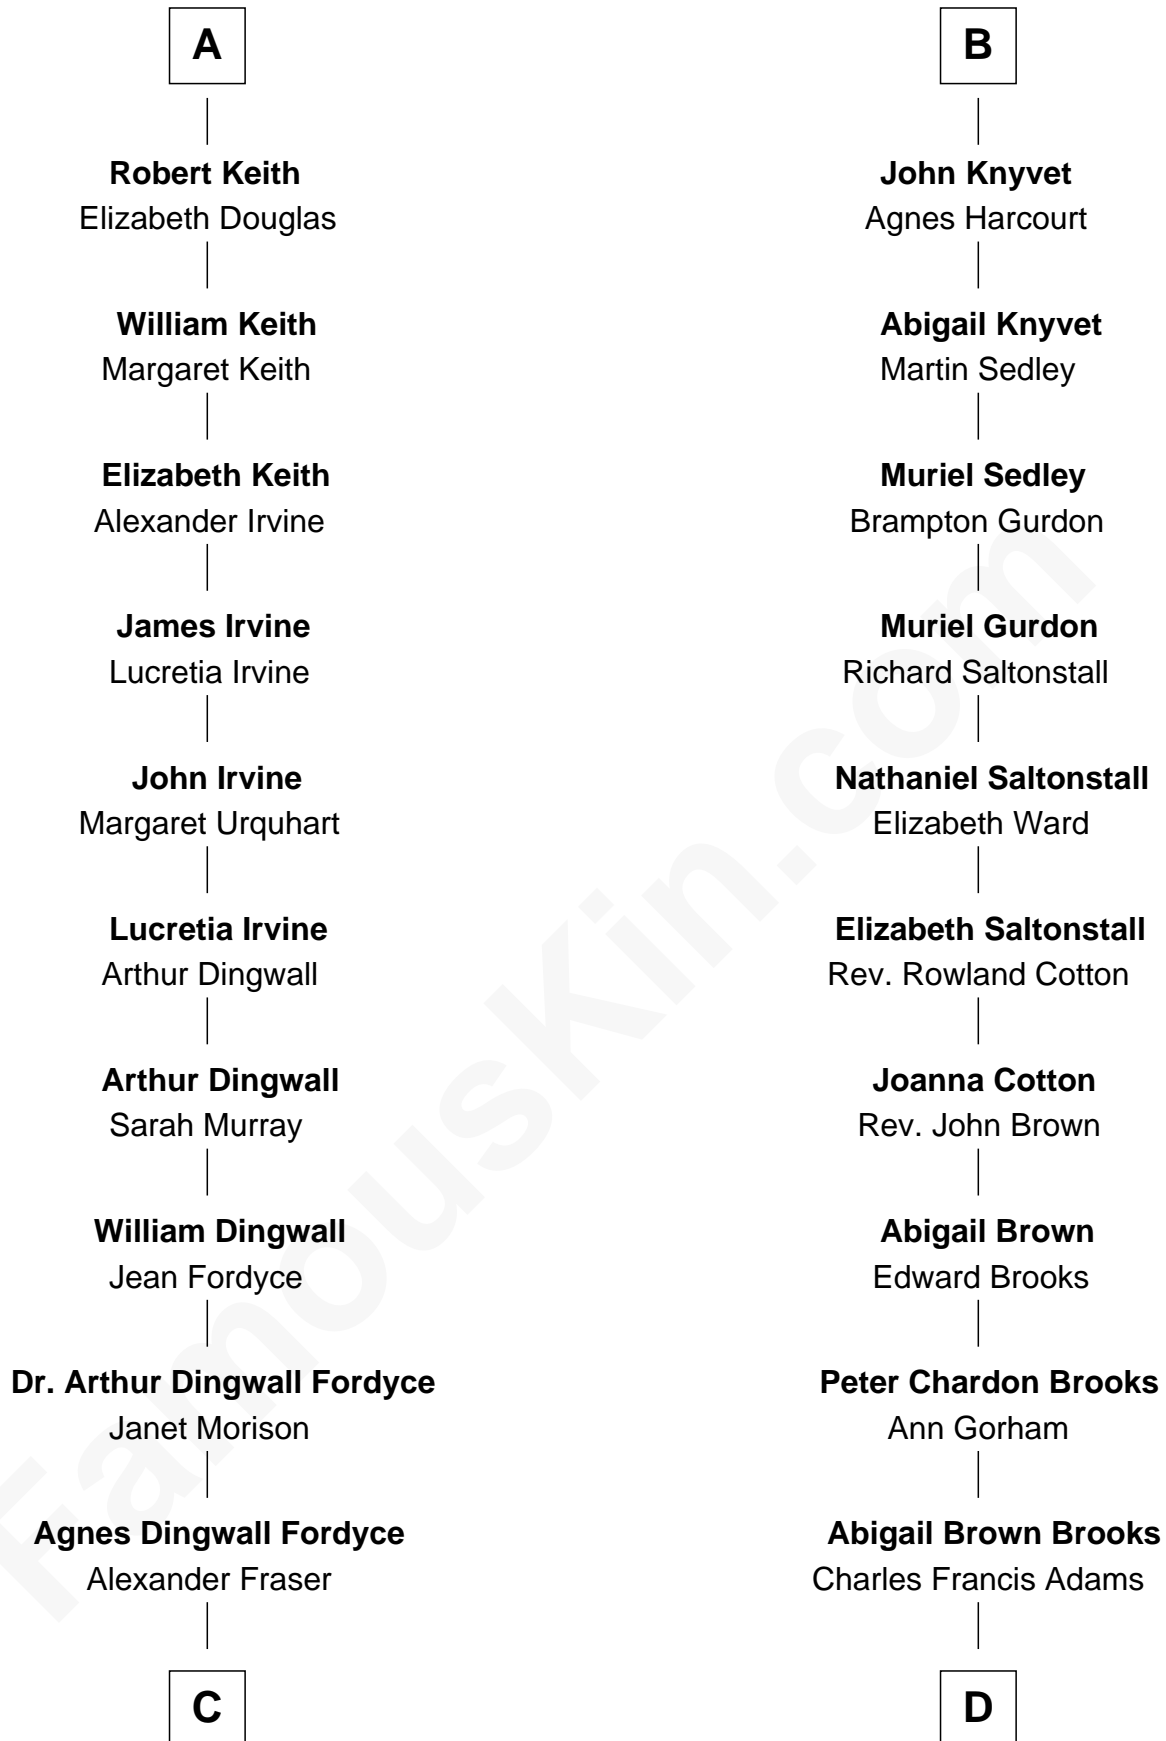 A
Robert Keith
Elizabeth Douglas
William Keith
Margaret Keith
Elizabeth Keith
Alexander Irvine
James Irvine
Lucretia Irvine
John Irvine
Margaret Urquhart
Lucretia Irvine
Arthur Dingwall
Arthur Dingwall
Sarah Murray
William Dingwall
Jean Fordyce
Dr. Arthur Dingwall Fordyce
Janet Morison
Agnes Dingwall Fordyce
Alexander Fraser
C
B
John Knyvet
Agnes Harcourt
Abigail Knyvet
Martin Sedley
Muriel Sedley
Brampton Gurdon
Muriel Gurdon
Richard Saltonstall
Nathaniel Saltonstall
Elizabeth Ward
Elizabeth Saltonstall
Rev. Rowland Cotton
Joanna Cotton
Rev. John Brown
Abigail Brown
Edward Brooks
Peter Chardon Brooks
Ann Gorham
Abigail Brown Brooks
Charles Francis Adams
D
FamousKin.com